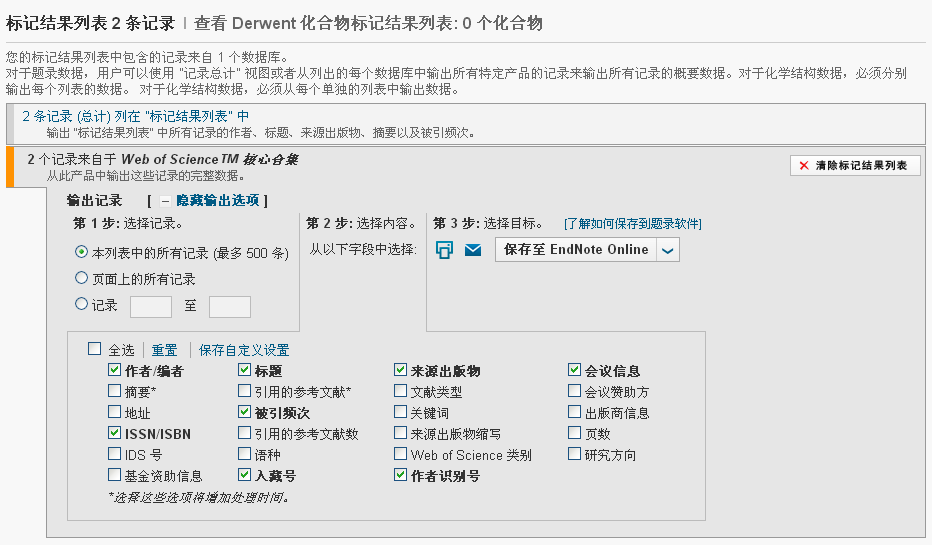 标记结果列表 2 条记录 | 查看 Derwent 化合物标记结果列表: 0 个化合物
您的标记结果列表中包含的记录来自 1 个数据库。
对于题录数据，用户可以使用 "记录总计" 视图或者从列出的每个数据库中输出所有特定产品的记录来输出所有记录的概要数据。对于化学结构数据，必须分别
输出每个列表的数据。 对于化学结构数据，必须从每个单独的列表中输出数据。
2 条记录 (总计) 列在 "标记结果列表" 中
输出 "标记结果列表" 中所有记录的作者、标题、来源出版物、摘要以及被引频次。
2 个记录来自于 Web of Science™ 核心合集
清除标记结果列表
从此产品中输出这些记录的完整数据。
输出记录 [ – 隐藏输出选项 ]
第 1 步: 选择记录。 第 2 步: 选择内容。 第 3 步: 选择目标。 [了解如何保存到题录软件]
本列表中的所有记录 (最多 500 条) 从以下字段中选择: 保存至 EndNote Online
页面上的所有记录
记录 至
全选 | 重置 | 保存自定义设置
作者/编者 标题 来源出版物 会议信息
摘要* 引用的参考文献* 文献类型 会议赞助方
地址 被引频次 关键词 出版商信息
ISSN/ISBN 引用的参考文献数 来源出版物缩写 页数
IDS 号 语种 Web of Science 类别 研究方向
基金资助信息 入藏号 作者识别号
*选择这些选项将增加处理时间。